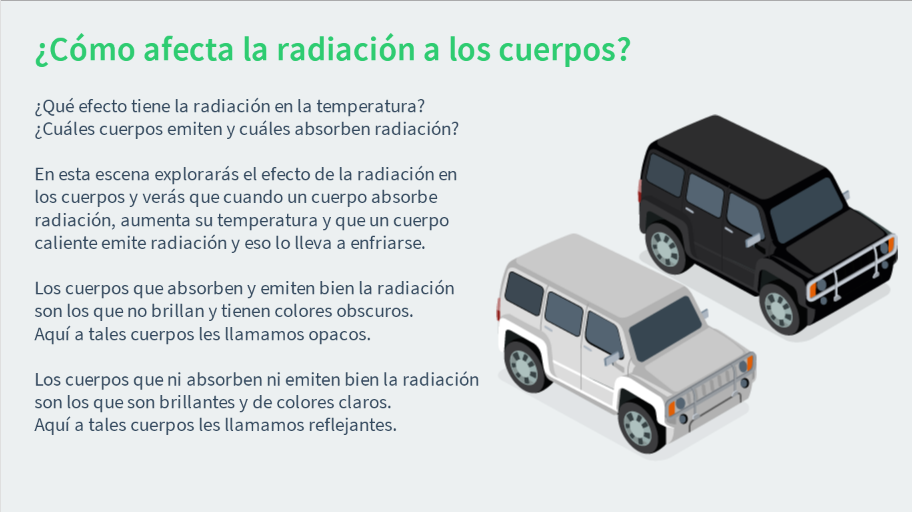 ¿Cómo afecta la radiación a los cuerpos?
¿Qué efecto tiene la radiación en la temperatura?
¿Cuáles cuerpos emiten y cuáles absorben radiación?
En esta escena explorarás el efecto de la radiación en
los cuerpos y verás que cuando un cuerpo absorbe
radiación, aumenta su temperatura y que un cuerpo
caliente emite radiación y eso lo lleva a enfriarse.
Los cuerpos que absorben y emiten bien la radiación
son los que no brillan y tienen colores obscuros.
Aquí a tales cuerpos les llamamos opacos.
Los cuerpos que ni absorben ni emiten bien la radiación
son los que son brillantes y de colores claros.
Aquí a tales cuerpos les llamamos reflejantes.